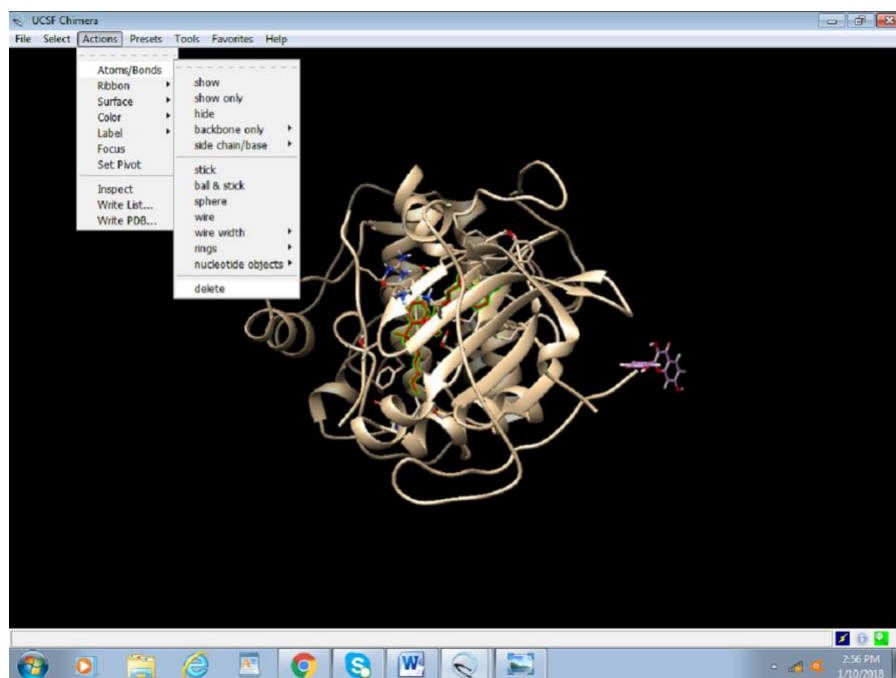 UCSF Chimera
File Select Actions Presets Tools Favorites Help
Atoms/Bonds
Ribbon
Surface
Color
Label
Focus
Set Pivot
Inspect
Write List...
Write PDB...
show
show only
hide
backbone only
side chain/base
stick
ball & stick
sphere
wire
wire width
rings
nucleotide objects
delete
2:56 PM
1/10/2018